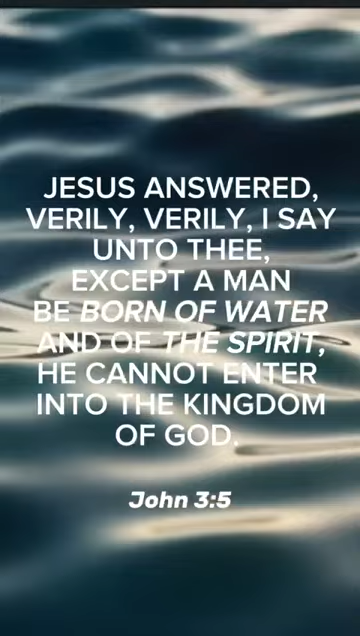 JESUS ANSWERED,
VERILY, VERILY, I SAY
UNTO THEE,
EXCEPT A MAN
BE BORN OF WATER
AND OF THE SPIRIT,
HE CANNOT ENTER
INTO THE KINGDOM
OF GOD.
John 3:5